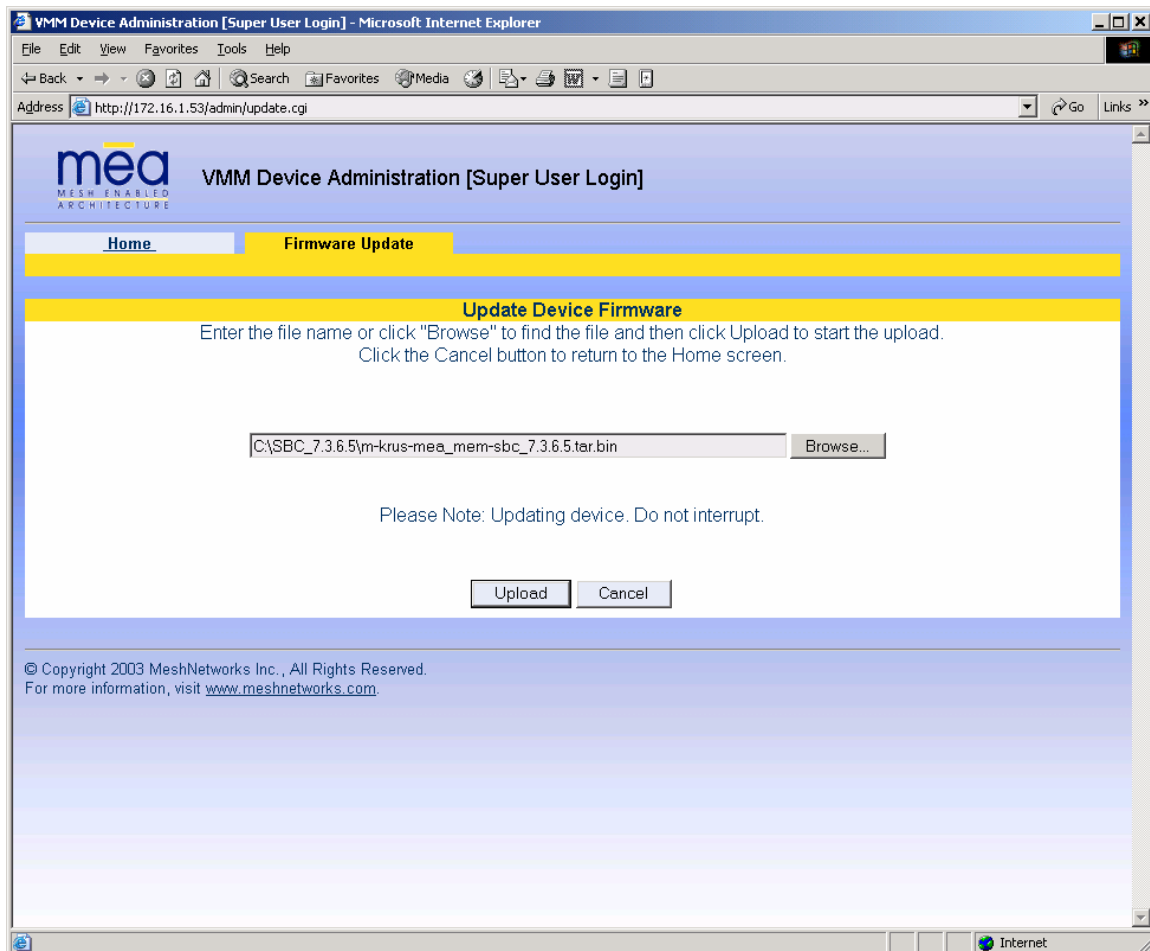 VMM Device Administration [Super User Login] - Microsoft Internet Explorer
File Edit View Favorites Tools Help
Back Search Favorites Media
Address http://172.16.1.53/admin/update.cgi Go Links »
mēa
MESH ENABLED
ARCHITECTURE
VMM Device Administration [Super User Login]
Home Firmware Update
Update Device Firmware
Enter the file name or click "Browse" to find the file and then click Upload to start the upload.
Click the Cancel button to return to the Home screen.
C:\SBC_7.3.6.5\m-krus-mea_mem-sbc_7.3.6.5.tar.bin Browse...
Please Note: Updating device. Do not interrupt.
Upload Cancel
© Copyright 2003 MeshNetworks Inc., All Rights Reserved.
For more information, visit www.meshnetworks.com.
Internet